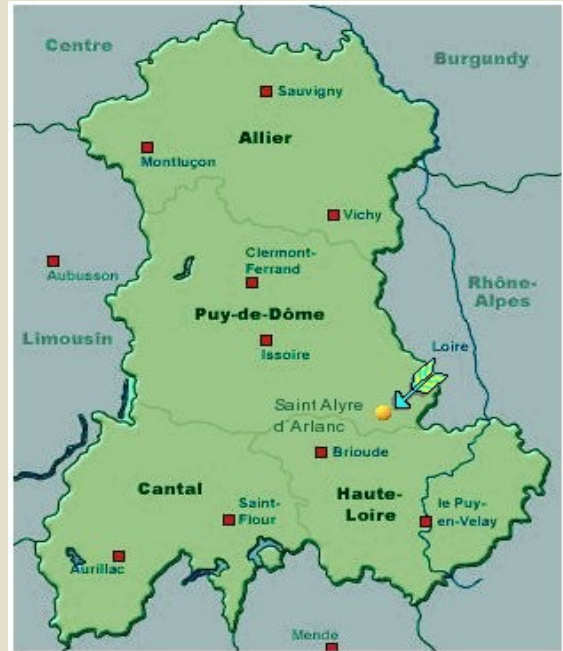 Centre
Burgundy
Sauvigny
Allier
Montluçon
Vichy
Clermont-
Ferrand
Aubusson
Rhône-
Alpes
Puy-de-Dôme
Limousin
Issoire
Loire
Saint Alyre
d´Arlanc
Brioude
Cantal
Haute-
Loire
Saint-
Flour
le Puy-
en-Velay
Aurillac
Mende